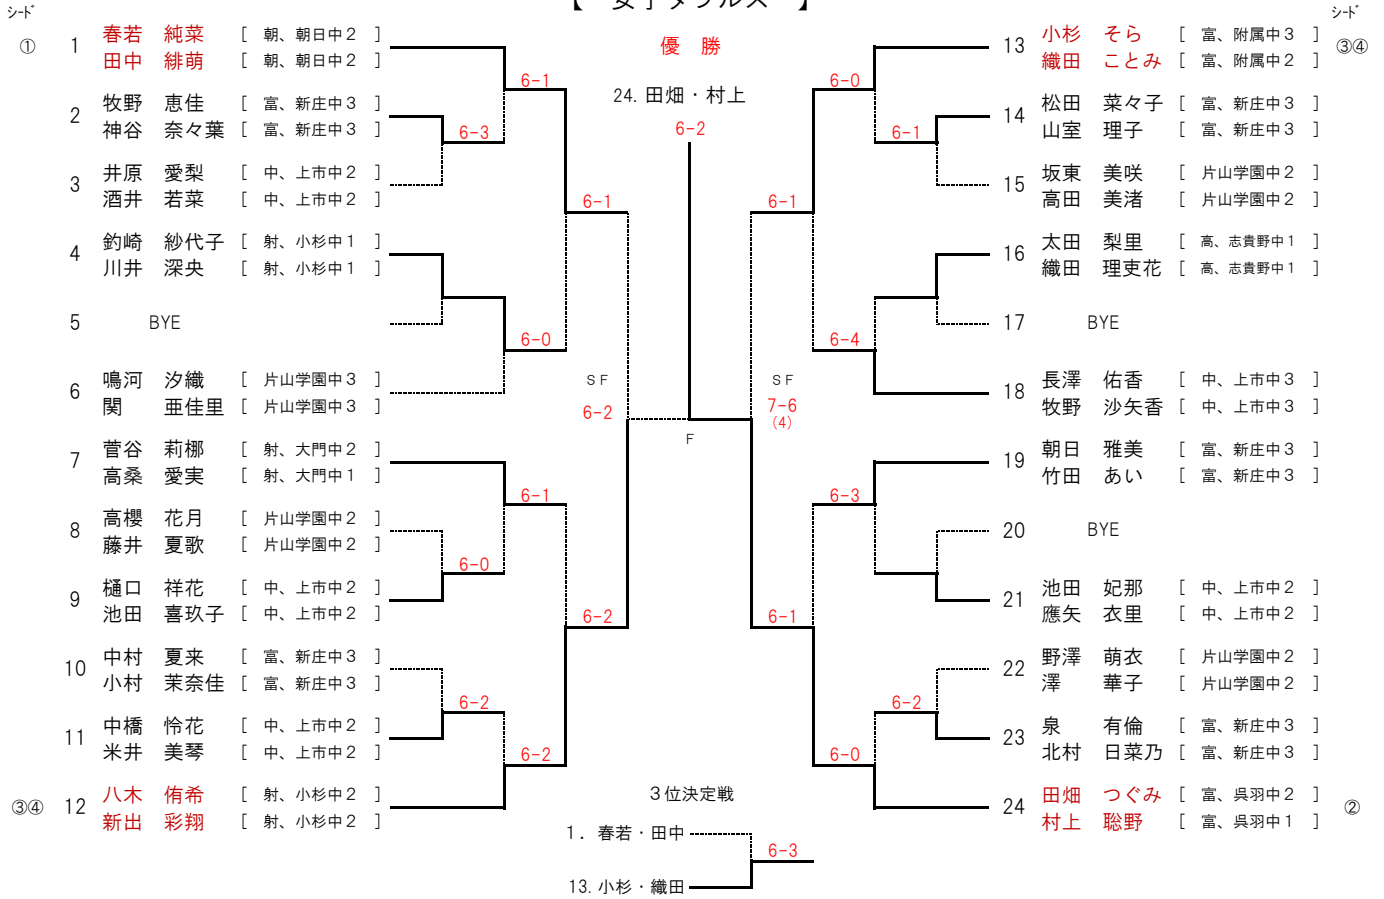 【　女子ダブルス　】
シード
① 1 春若　純菜 [ 朝、朝日中2 ]
田中　緋萌 [ 朝、朝日中2 ]
2 牧野　恵佳 [ 富、新庄中3 ]
神谷　奈々葉 [ 富、新庄中3 ]
3 井原　愛梨 [ 中、上市中2 ]
酒井　若菜 [ 中、上市中2 ]
4 釣崎　紗代子 [ 射、小杉中1 ]
川井　深央 [ 射、小杉中1 ]
5 BYE
6 鳴河　汐織 [ 片山学園中3 ]
関　亜佳里 [ 片山学園中3 ]
7 菅谷　莉梛 [ 射、大門中2 ]
高桑　愛実 [ 射、大門中1 ]
8 高櫻　花月 [ 片山学園中2 ]
藤井　夏歌 [ 片山学園中2 ]
9 樋口　祥花 [ 中、上市中2 ]
池田　喜玖子 [ 中、上市中2 ]
10 中村　夏来 [ 富、新庄中3 ]
小村　茉奈佳 [ 富、新庄中3 ]
11 中橋　怜花 [ 中、上市中2 ]
米井　美琴 [ 中、上市中2 ]
③④ 12 八木　侑希 [ 射、小杉中2 ]
新出　彩翔 [ 射、小杉中2 ]
6-1
6-3
6-1
6-0
6-1
6-0
6-2
6-2
6-2
優　勝
24. 田畑・村上
6-2
SF
6-2
F
SF
7-6
(4)
3位決定戦
1. 春若・田中
6-3
13. 小杉・織田
6-0
6-1
6-1
6-4
6-3
6-1
6-2
6-0
シード
13 小杉　そら [ 富、附属中3 ] ③④
織田　ことみ [ 富、附属中2 ]
14 松田　菜々子 [ 富、新庄中3 ]
山室　理子 [ 富、新庄中3 ]
15 坂東　美咲 [ 片山学園中2 ]
高田　美渚 [ 片山学園中2 ]
16 太田　梨里 [ 高、志貴野中1 ]
織田　理吏花 [ 高、志貴野中1 ]
17 BYE
18 長澤　佑香 [ 中、上市中3 ]
牧野　沙矢香 [ 中、上市中3 ]
19 朝日　雅美 [ 富、新庄中3 ]
竹田　あい [ 富、新庄中3 ]
20 BYE
21 池田　妃那 [ 中、上市中2 ]
應矢　衣里 [ 中、上市中2 ]
22 野澤　萌衣 [ 片山学園中2 ]
澤　華子 [ 片山学園中2 ]
23 泉　有倫 [ 富、新庄中3 ]
北村　日菜乃 [ 富、新庄中3 ]
24 田畑　つぐみ [ 富、呉羽中2 ] ②
村上　聡野 [ 富、呉羽中1 ]